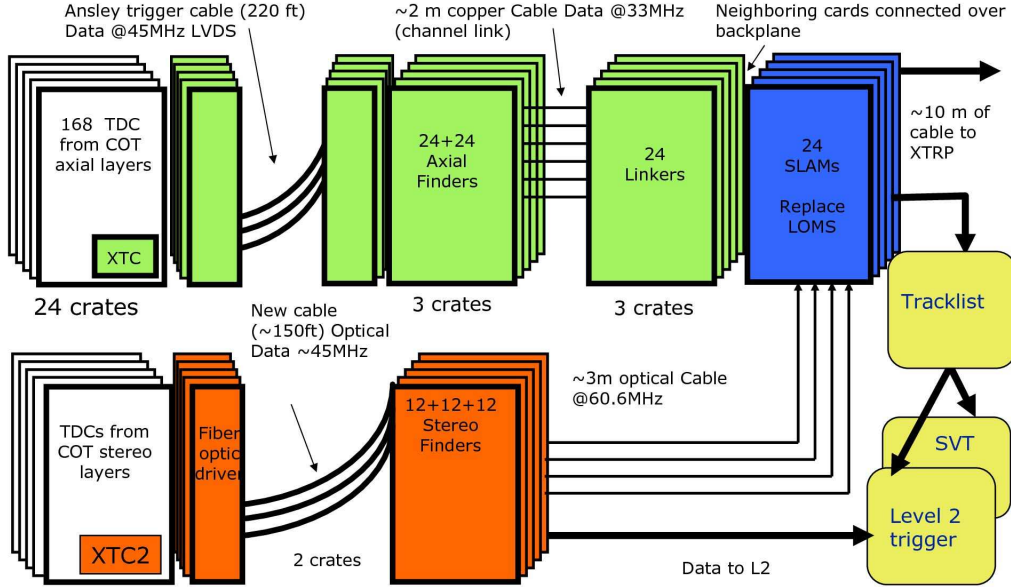 Ansley trigger cable (220 ft)
Data @45MHz LVDS
~2 m copper Cable Data @33MHz
(channel link)
Neighboring cards connected over
backplane
168 TDC
from COT
axial layers
XTC
24 crates
24+24
Axial
Finders
3 crates
24
Linkers
3 crates
24
SLAMs
Replace
LOMS
~10 m of
cable to
XTRP
Tracklist
New cable
(~150ft) Optical
Data ~45MHz
~3m optical Cable
@60.6MHz
TDCs from
COT stereo
layers
XTC2
Fiber
optic
driver
12+12+12
Stereo
Finders
2 crates
SVT
Level 2
trigger
Data to L2